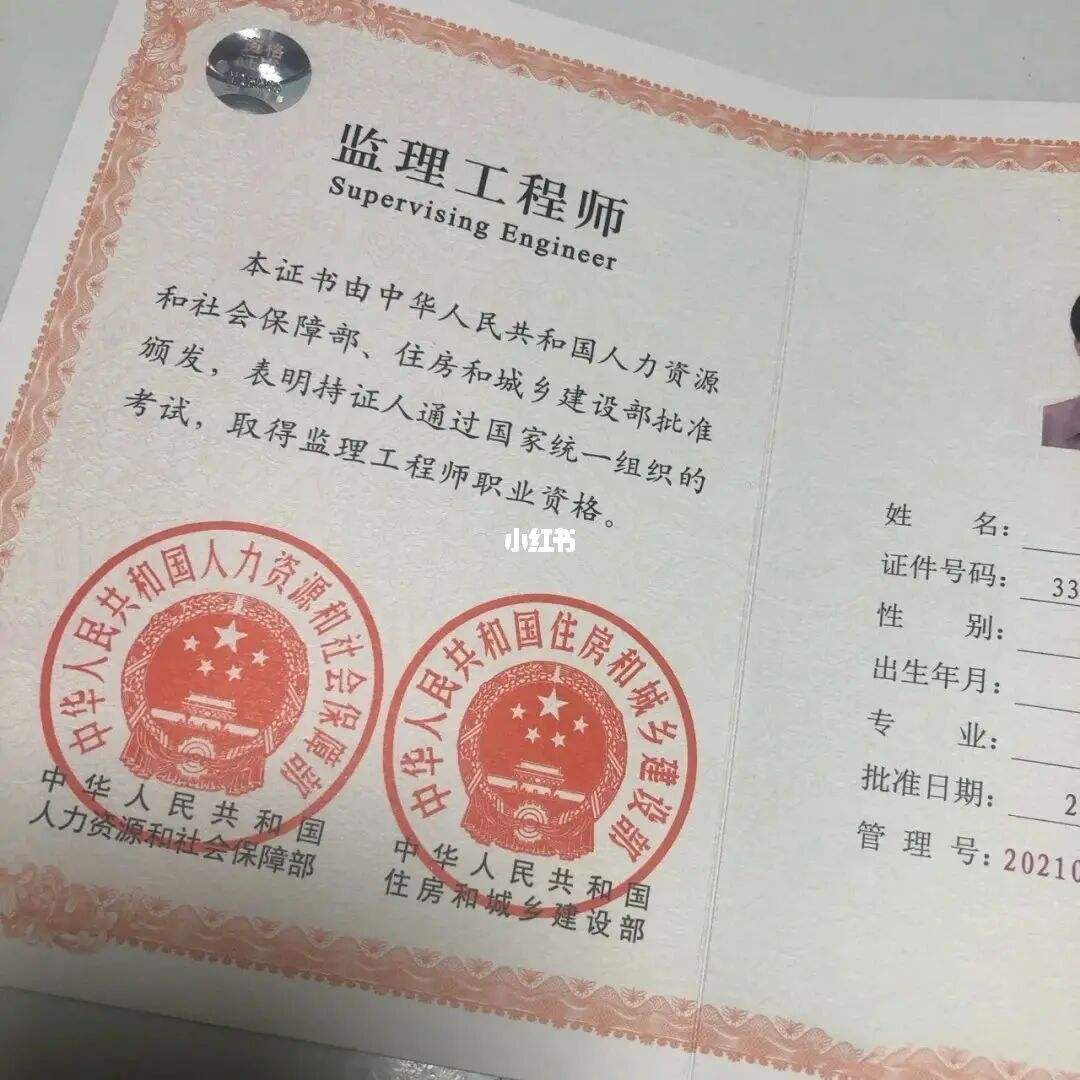 资格
监理工程师
Supervising Engineer
本证书由中华人民共和国人力资源
和社会保障部、住房和城乡建设部批准
颁发，表明持证人通过国家统一组织的
考试，取得监理工程师职业资格。
小红书
中华人民共和国人力资源和社会保障部
中华人民共和国
人力资源和社会保障部
中华人民共和国住房和城乡建设部
中华人民共和国
住房和城乡建设部
姓名：
证件号码：33
性别：
出生年月：
专业：
批准日期：2
管理号：20210